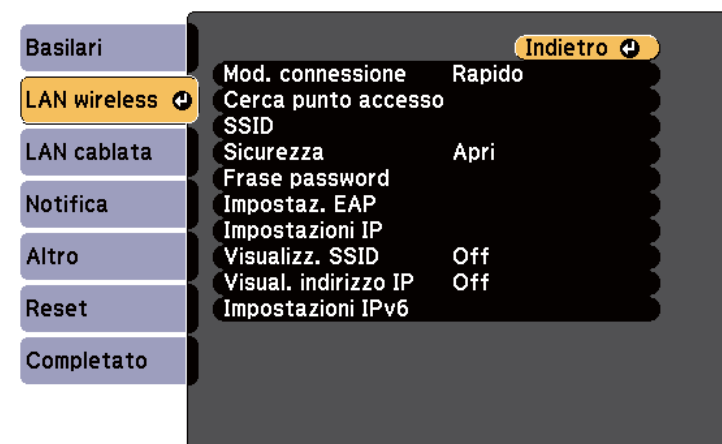 Basilari
LAN wireless
LAN cablata
Notifica
Altro
Reset
Completato
Indietro
Mod. connessione Rapido
Cerca punto accesso
SSID
Sicurezza Apri
Frase password
Impostaz. EAP
Impostazioni IP
Visualizz. SSID Off
Visual. indirizzo IP Off
Impostazioni IPv6